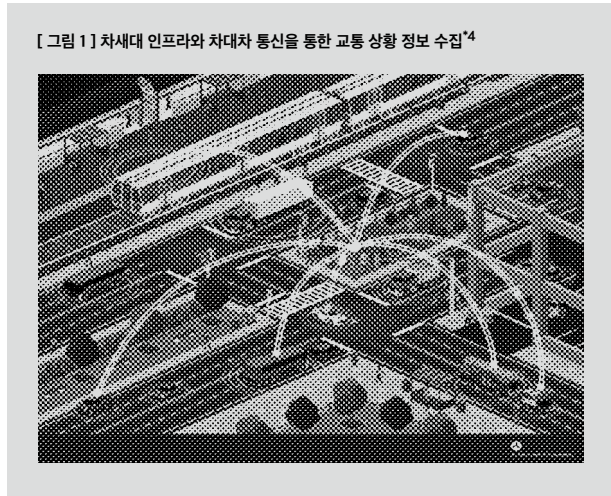 [ 그림 1 ] 차새대 인프라와 차대차 통신을 통한 교통 상황 정보 수집*4